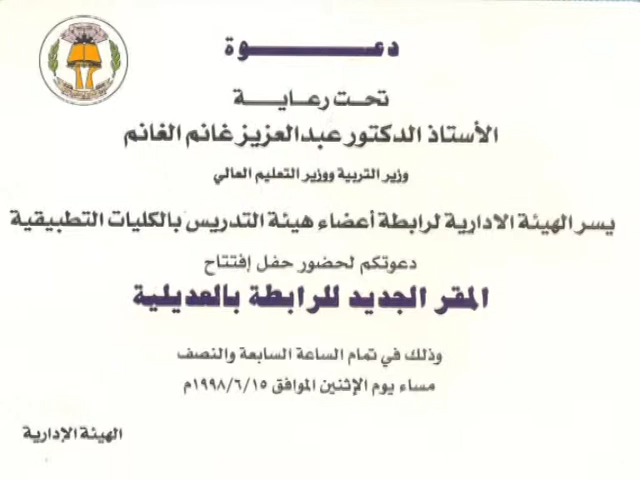 دعوة
تحت رعاية
الأستاذ الدكتور عبدالعزيز غانم الغانم
وزير التربية ووزير التعليم العالي
يسر الهيئة الادارية لرابطة أعضاء هيئة التدريس بالكليات التطبيقية
دعوتكم لحضور حفل إفتتاح
المقر الجديد للرابطة بالعديلية
وذلك في تمام الساعة السابعة والنصف
مساء يوم الإثنين الموافق ١٩٩٨/٦/١٥م
الهيئة الإدارية